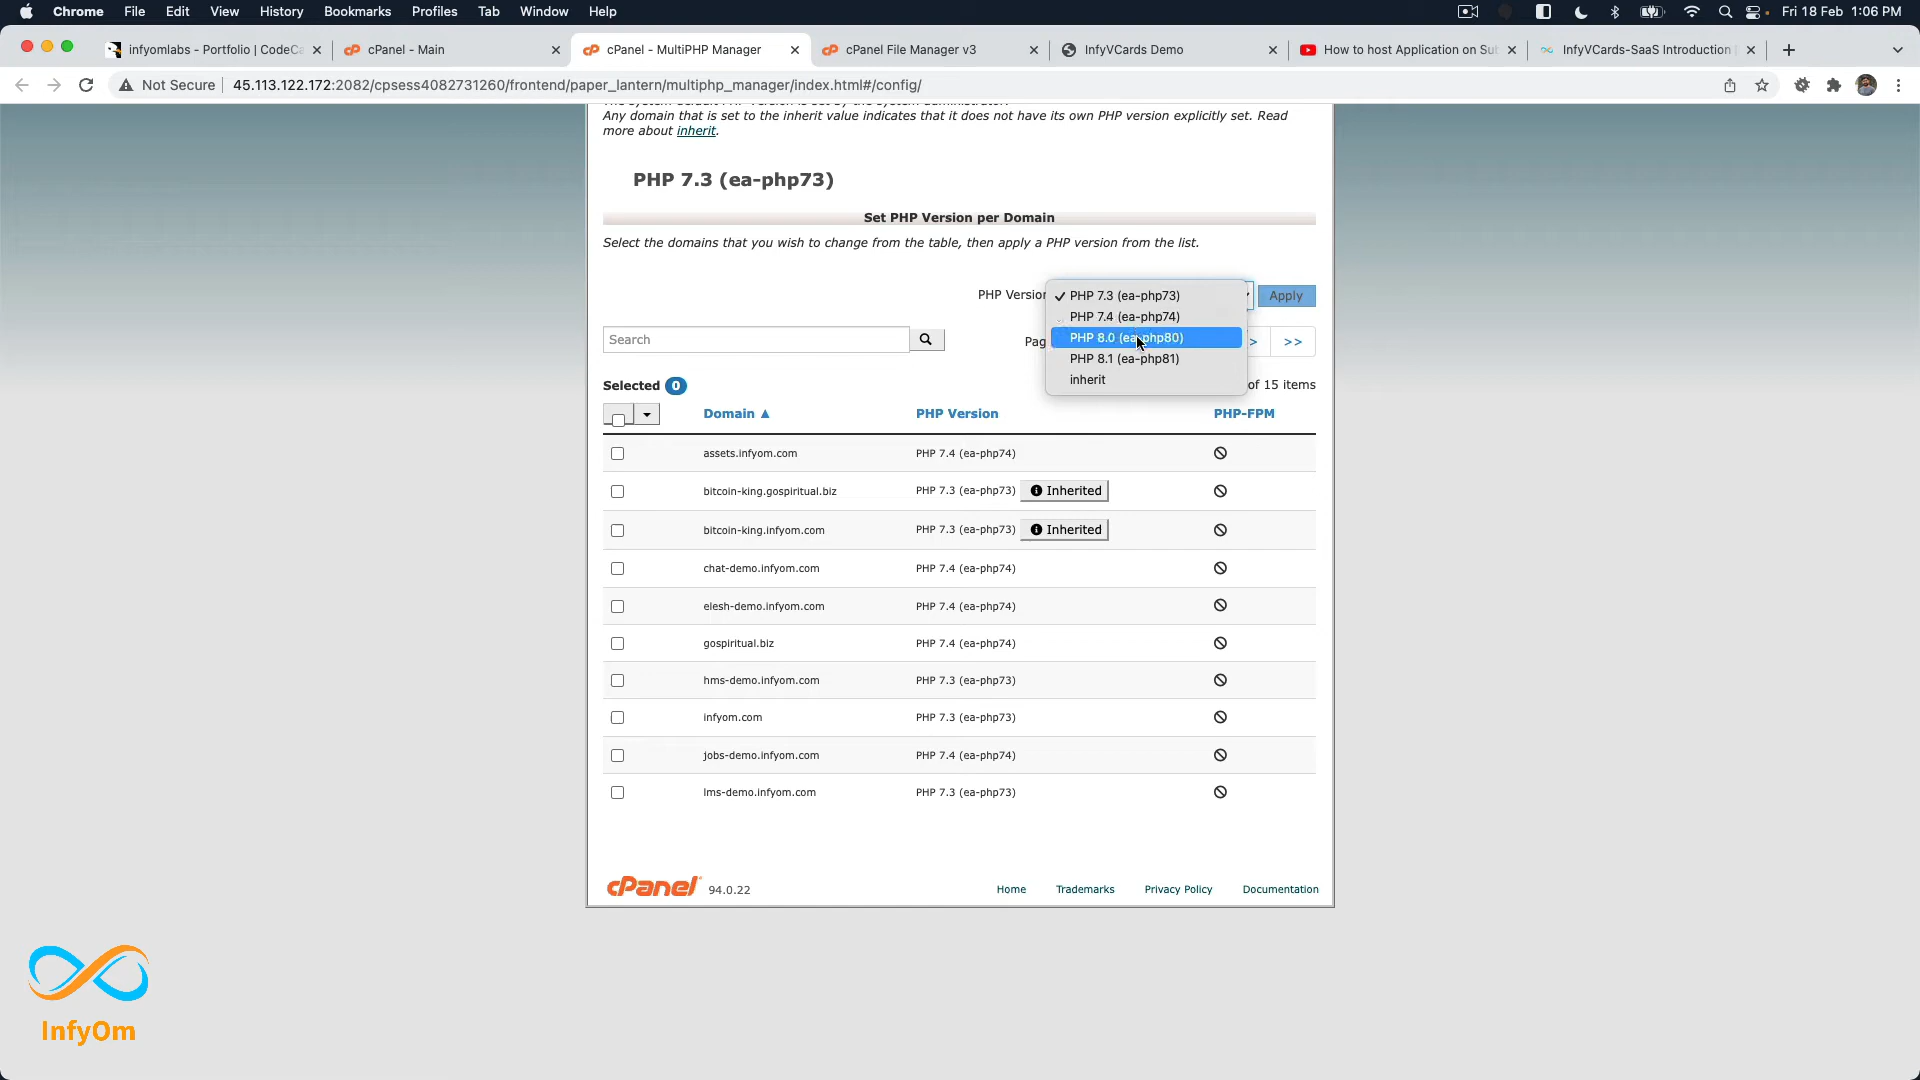 Chrome File Edit View History Bookmarks Profiles Tab Window Help Fri 18 Feb 1:06 PM
infyomlabs - Portfolio | CodeCa cPanel - Main cPanel - MultiPHP Manager cPanel File Manager v3 InfyVCards Demo How to host Application on Sub InfyVCards-SaaS Introduction
Not Secure 45.113.122.172:2082/cpsess4082731260/frontend/paper_lantern/multiphp_manager/index.html#/config/
Any domain that is set to the inherit value indicates that it does not have its own PHP version explicitly set. Read
more about inherit.
PHP 7.3 (ea-php73)
Set PHP Version per Domain
Select the domains that you wish to change from the table, then apply a PHP version from the list.
PHP Version PHP 7.3 (ea-php73) Apply
PHP 7.4 (ea-php74)
PHP 8.0 (ea-php80)
PHP 8.1 (ea-php81)
inherit
Search Pag > >>
Selected 0 of 15 items
Domain ▲ PHP Version PHP-FPM
assets.infyom.com PHP 7.4 (ea-php74)
bitcoin-king.gospiritual.biz PHP 7.3 (ea-php73) Inherited
bitcoin-king.infyom.com PHP 7.3 (ea-php73) Inherited
chat-demo.infyom.com PHP 7.4 (ea-php74)
elesh-demo.infyom.com PHP 7.4 (ea-php74)
gospiritual.biz PHP 7.4 (ea-php74)
hms-demo.infyom.com PHP 7.3 (ea-php73)
infyom.com PHP 7.3 (ea-php73)
jobs-demo.infyom.com PHP 7.4 (ea-php74)
lms-demo.infyom.com PHP 7.3 (ea-php73)
cPanel 94.0.22 Home Trademarks Privacy Policy Documentation
InfyOm